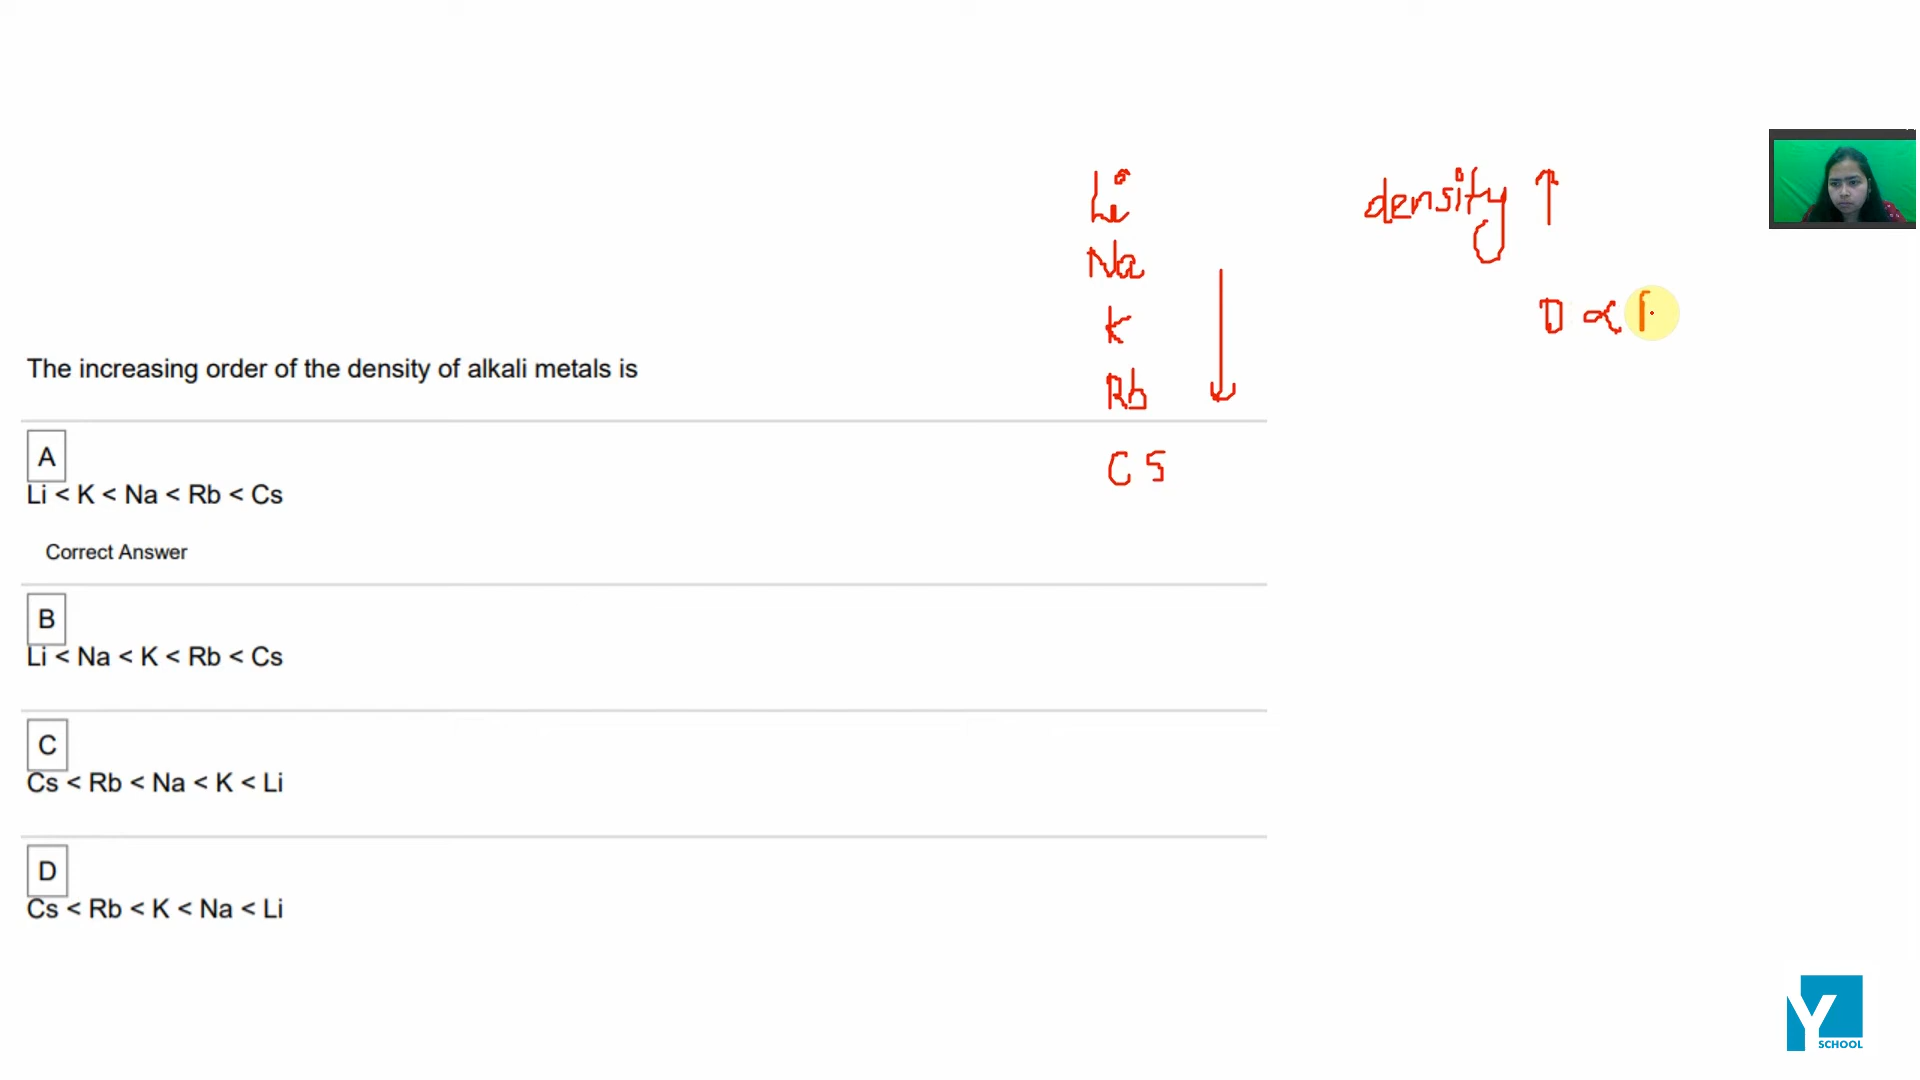 Li
Na
K
Rb
Cs
density ↑
D ∝
The increasing order of the density of alkali metals is
A
Li < K < Na < Rb < Cs
Correct Answer
B
Li < Na < K < Rb < Cs
C
Cs < Rb < Na < K < Li
D
Cs < Rb < K < Na < Li
Y
SCHOOL